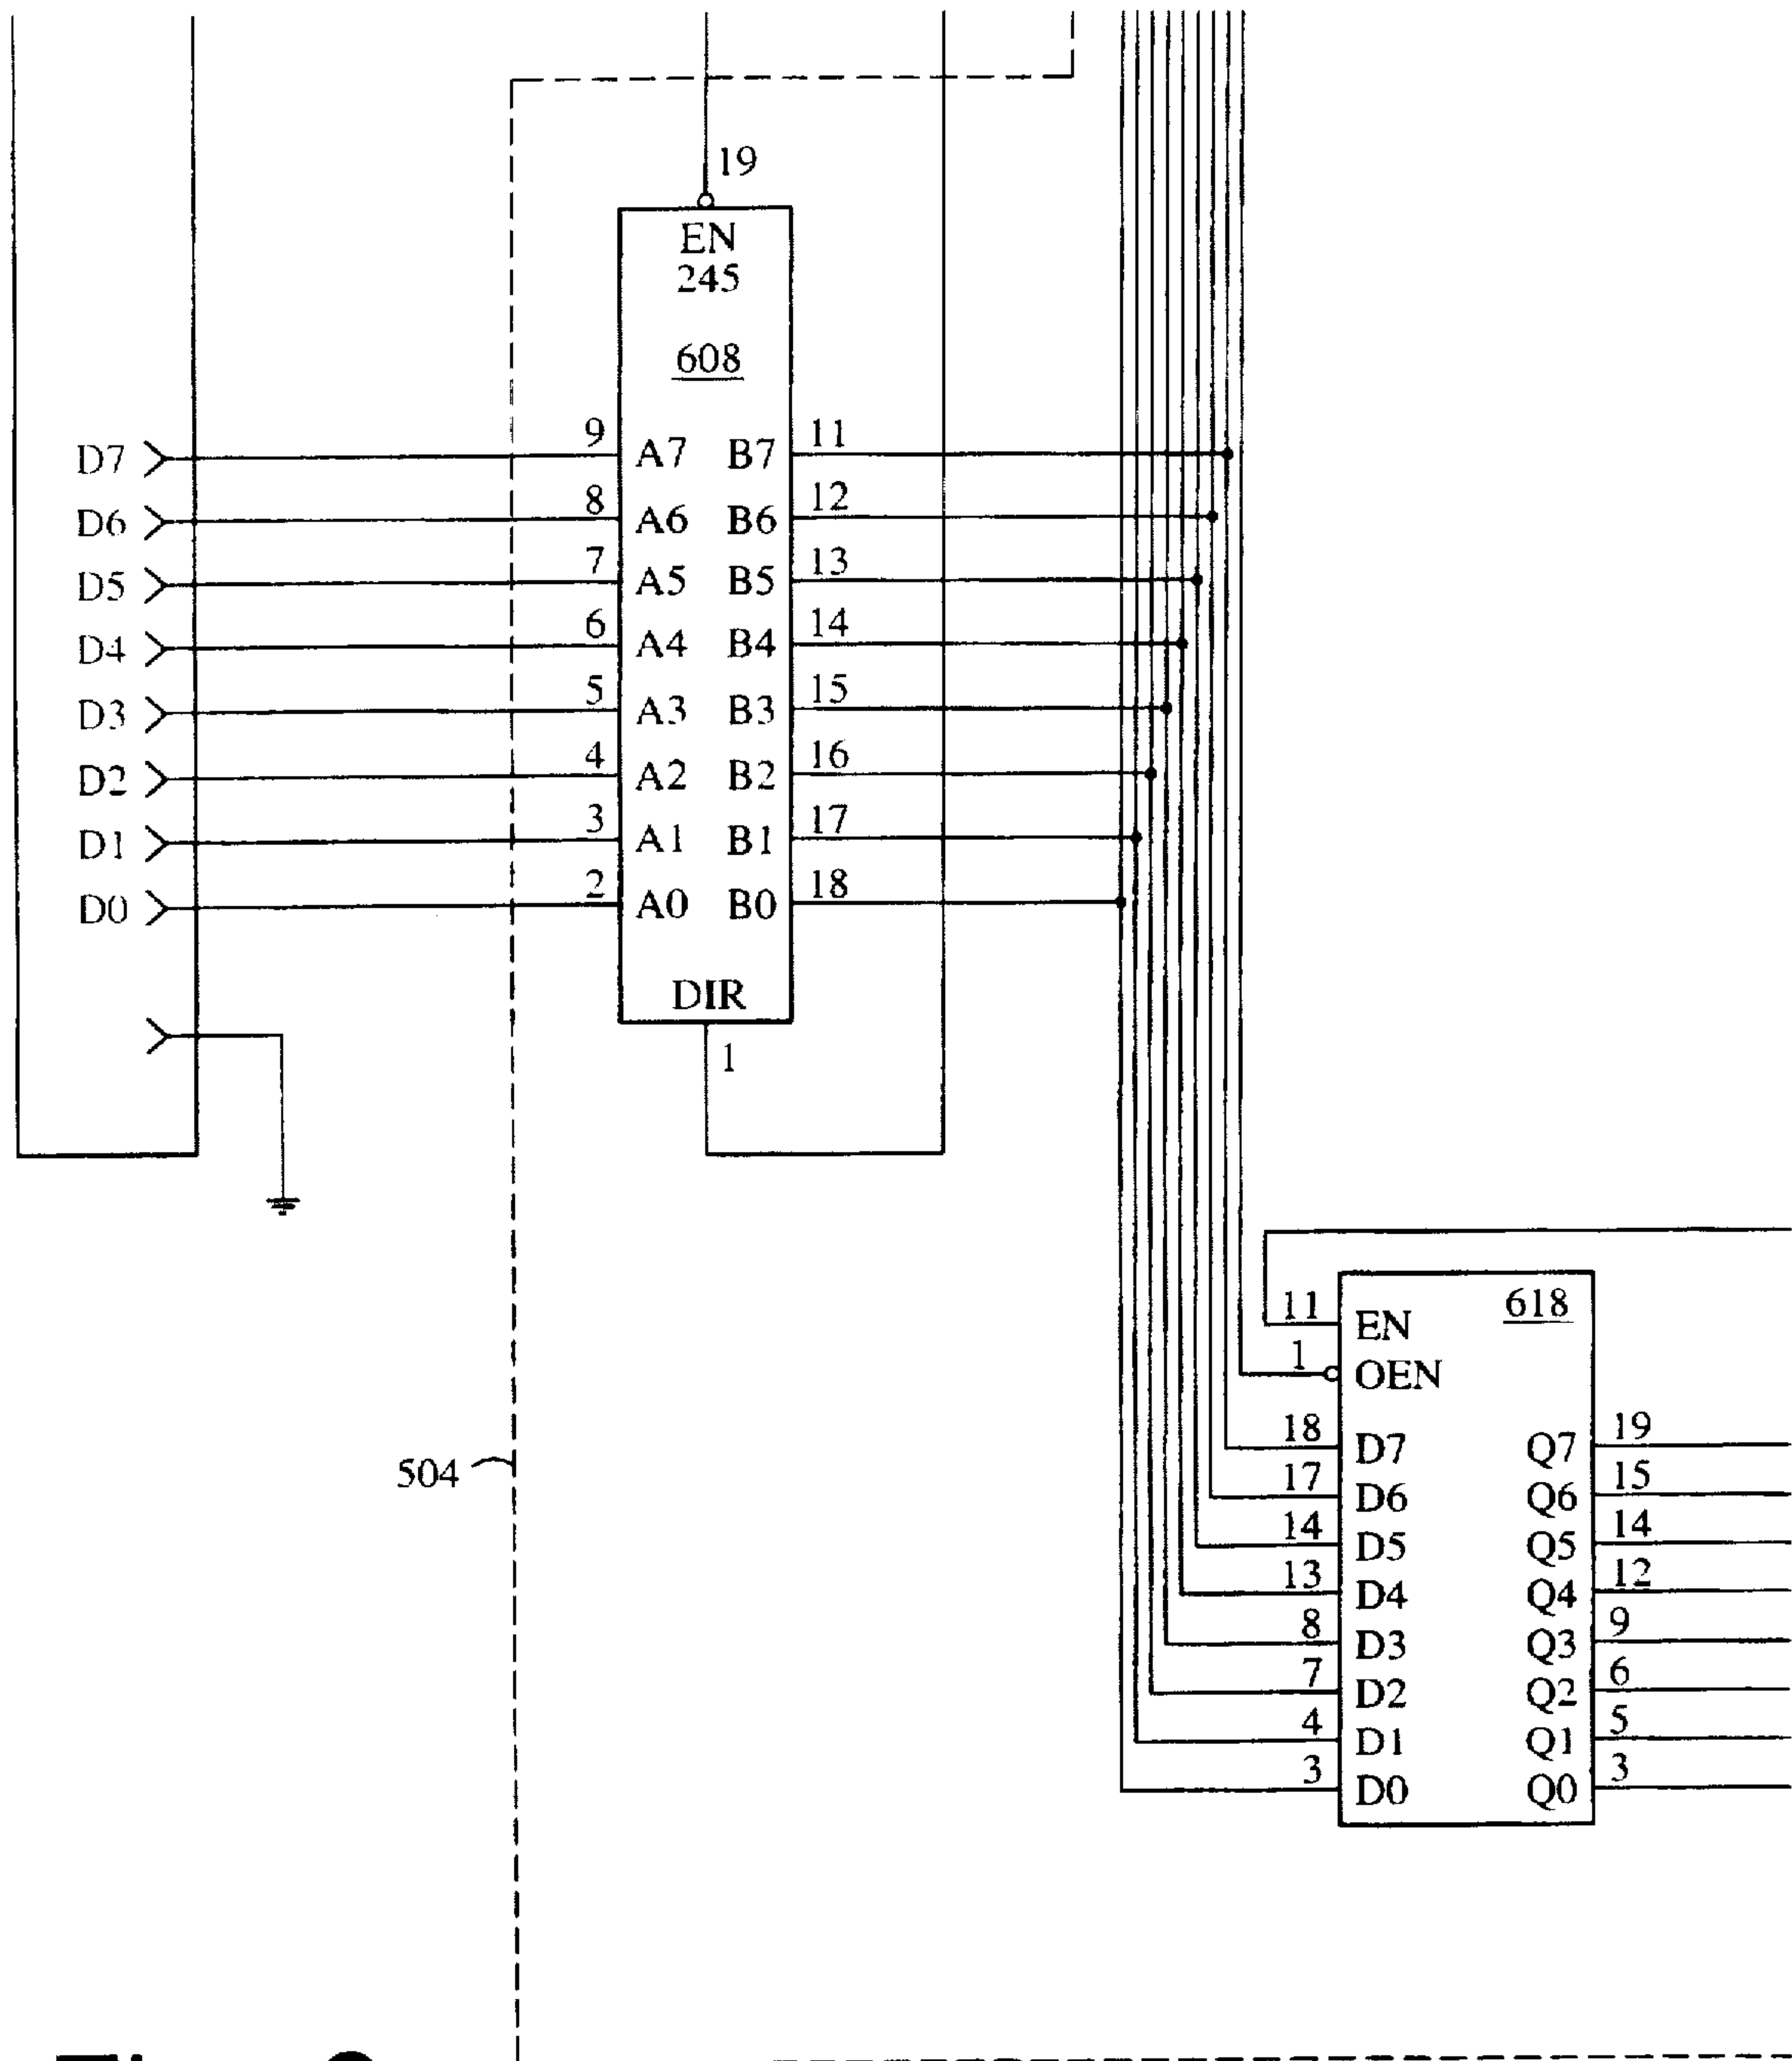 19
EN
245
608
D7 9 A7 B7 11
D6 8 A6 B6 12
D5 7 A5 B5 13
D4 6 A4 B4 14
D3 5 A3 B3 15
D2 4 A2 B2 16
D1 3 A1 B1 17
D0 2 A0 B0 18
DIR
1
618
11 EN
1 OEN
504
18 D7 Q7 19
17 D6 Q6 15
14 D5 Q5 14
13 D4 Q4 12
8 D3 Q3 9
7 D2 Q2 6
4 D1 Q1 5
3 D0 Q0 3